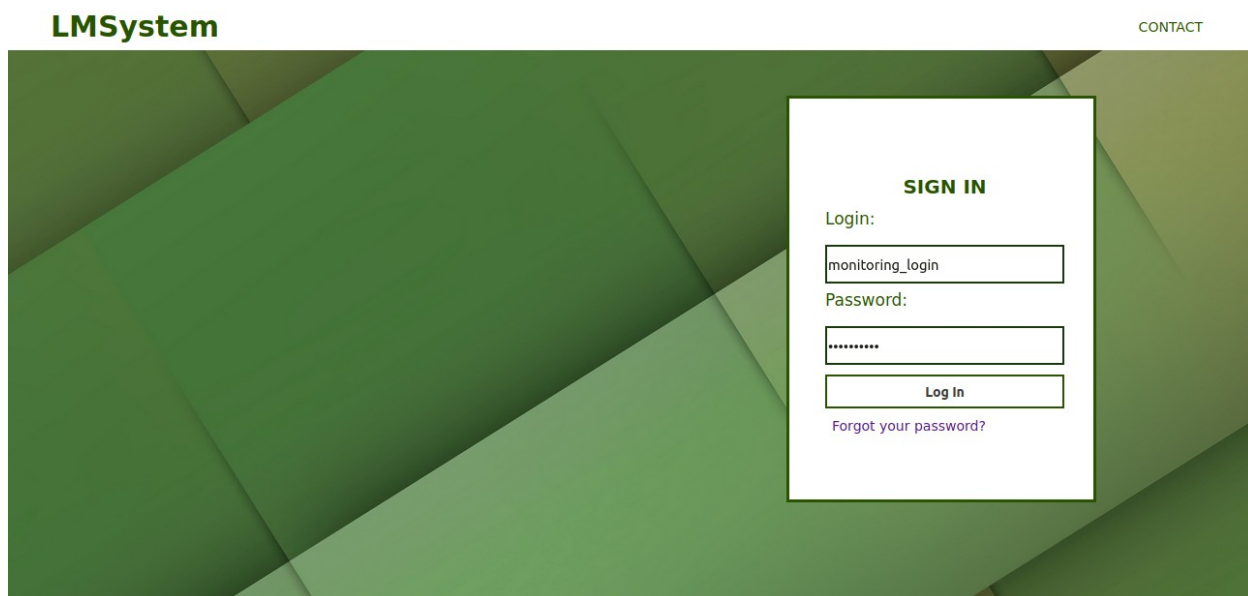 LMSystem
CONTACT
SIGN IN
Login:
monitoring_login
Password:
••••••••••
Log In
Forgot your password?